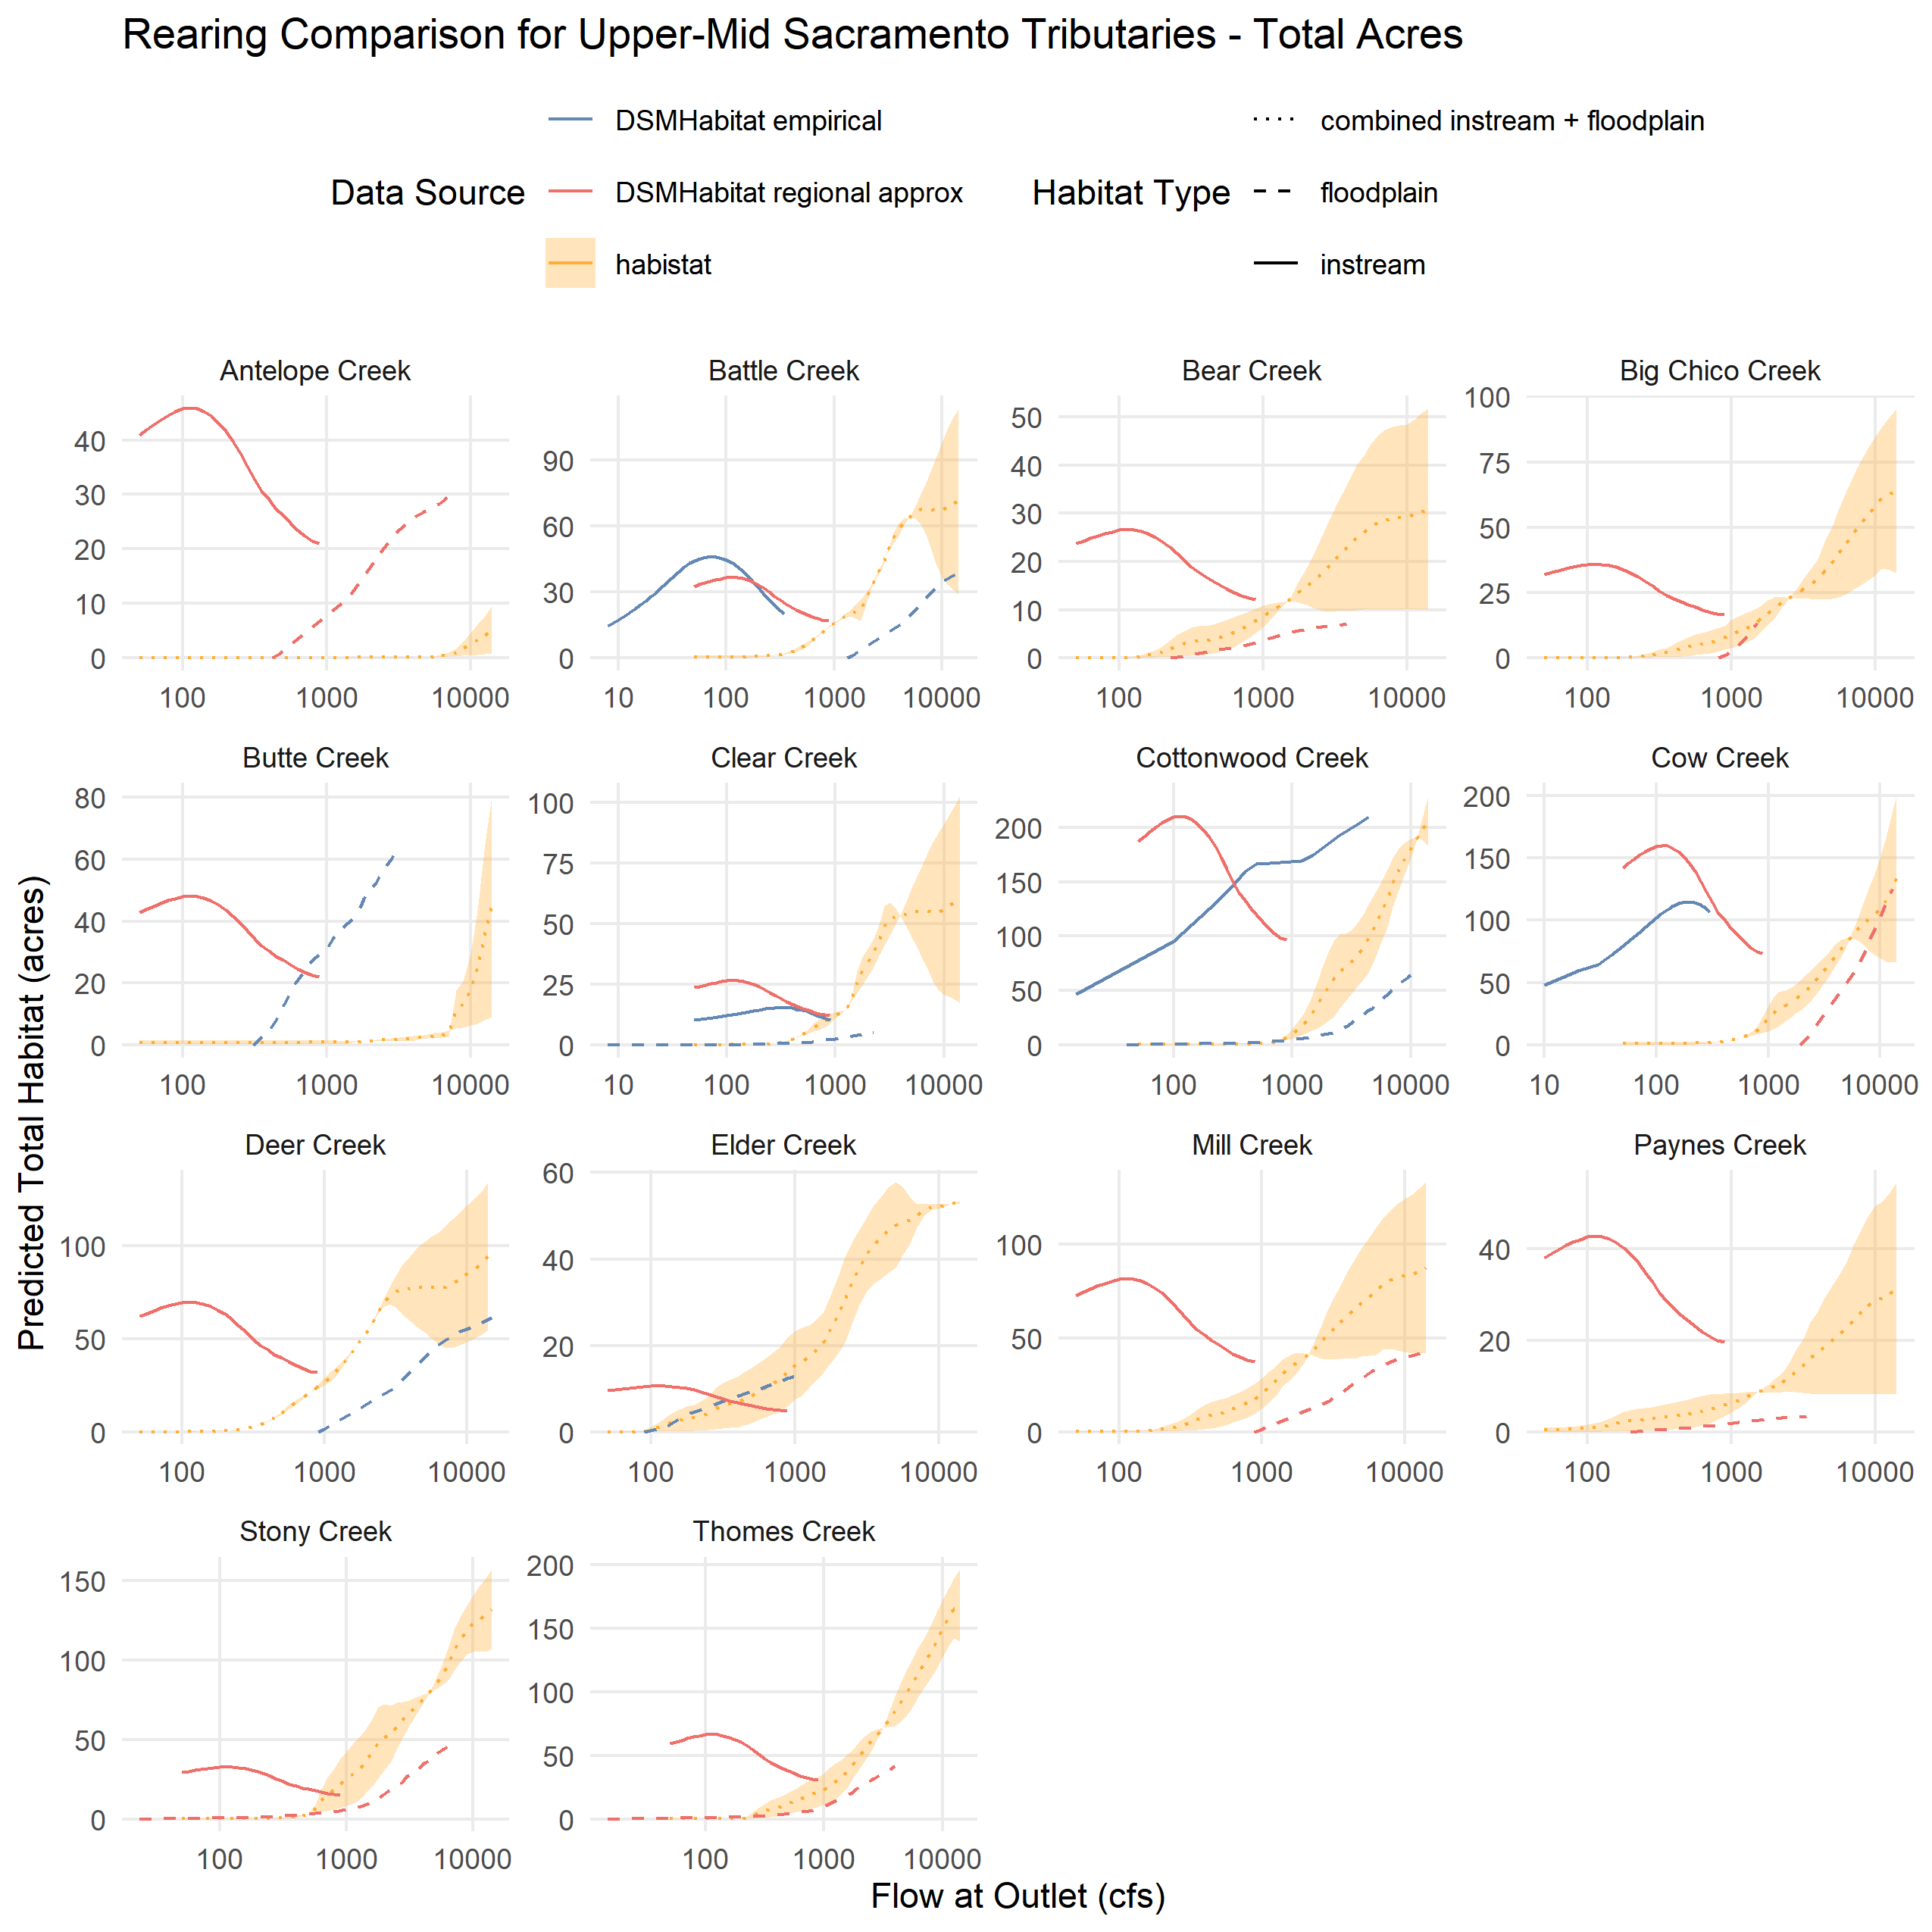 Rearing Comparison for Upper-Mid Sacramento Tributaries - Total Acres
Data Source
DSMHabitat empirical
DSMHabitat regional approx
habistat
Habitat Type
combined instream + floodplain
floodplain
instream
Predicted Total Habitat (acres)
Antelope Creek
40
30
20
10
0
100 1000 10000
Battle Creek
90
60
30
0
10 100 1000 10000
Bear Creek
50
40
30
20
10
0
100 1000 10000
Big Chico Creek
100
75
50
25
0
100 1000 10000
Butte Creek
80
60
40
20
0
100 1000 10000
Clear Creek
100
75
50
25
0
10 100 1000 10000
Cottonwood Creek
200
150
100
50
0
100 1000 10000
Cow Creek
200
150
100
50
0
10 100 1000 10000
Deer Creek
100
50
0
100 1000 10000
Elder Creek
60
40
20
0
100 1000 10000
Mill Creek
100
50
0
100 1000 10000
Paynes Creek
40
20
0
100 1000 10000
Stony Creek
150
100
50
0
100 1000 10000
Thomes Creek
200
150
100
50
0
100 1000 10000
Flow at Outlet (cfs)